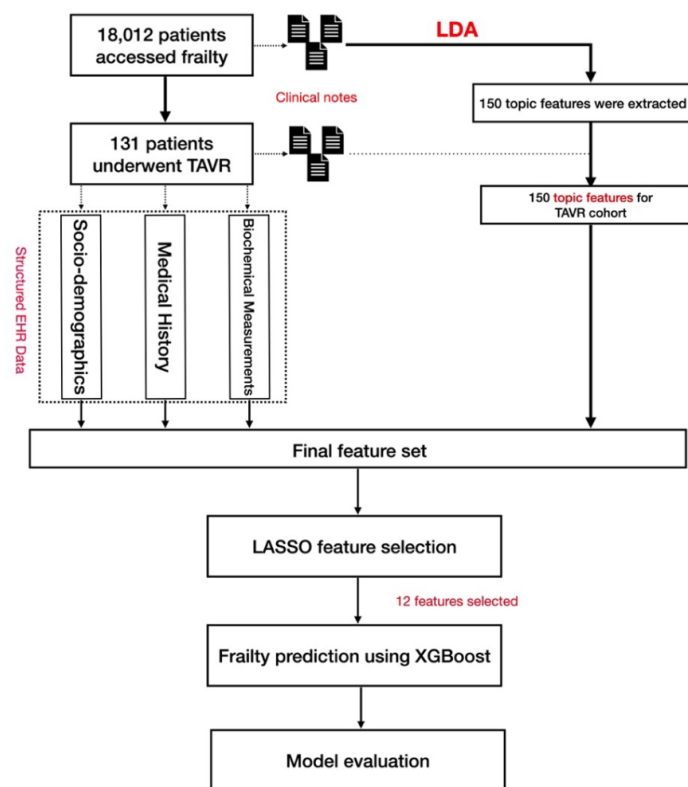 18,012 patients
accessed frailty
LDA
Clinical notes
150 topic features were extracted
131 patients
underwent TAVR
150 topic features for
TAVR cohort
Structured EHR Data
Socio-demographics
Medical History
Biochemical Measurements
Final feature set
LASSO feature selection
12 features selected
Frailty prediction using XGBoost
Model evaluation